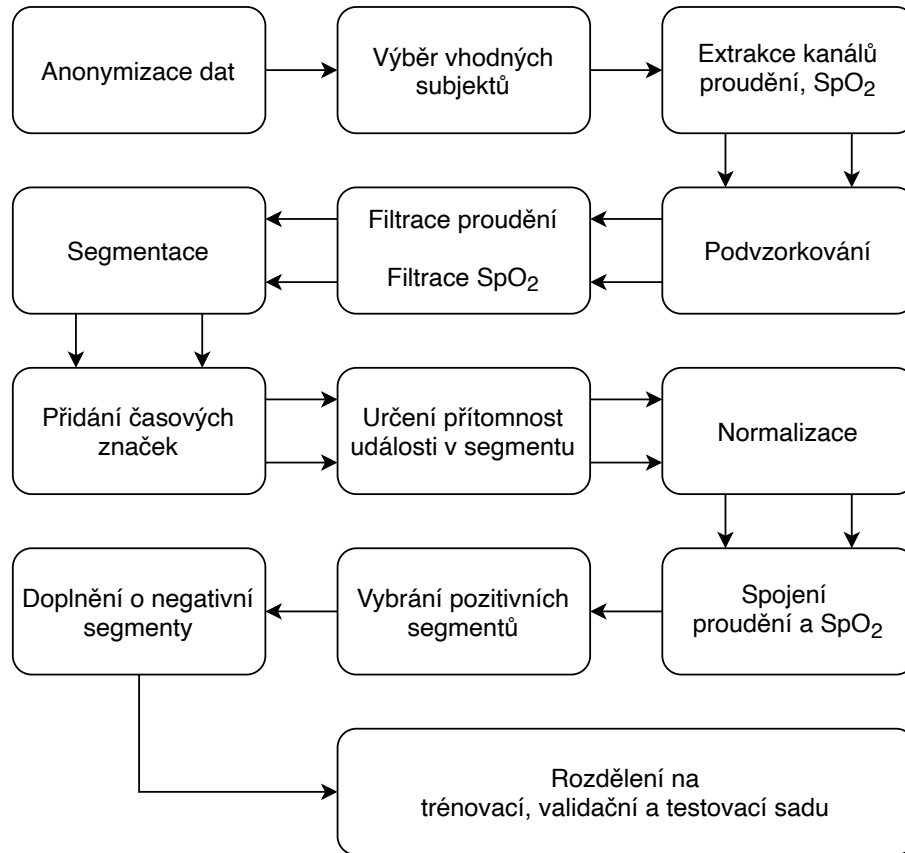 Anonymizace dat
Výběr vhodných
subjektů
Extrakce kanálů
proudění, SpO₂
Segmentace
Filtrace proudění
Filtrace SpO₂
Podvzorkování
Přidání časových
značek
Určení přítomnost
události v segmentu
Normalizace
Doplnění o negativní
segmenty
Vybrání pozitivních
segmentů
Spojení
proudění a SpO₂
Rozdělení na
trénovací, validační a testovací sadu